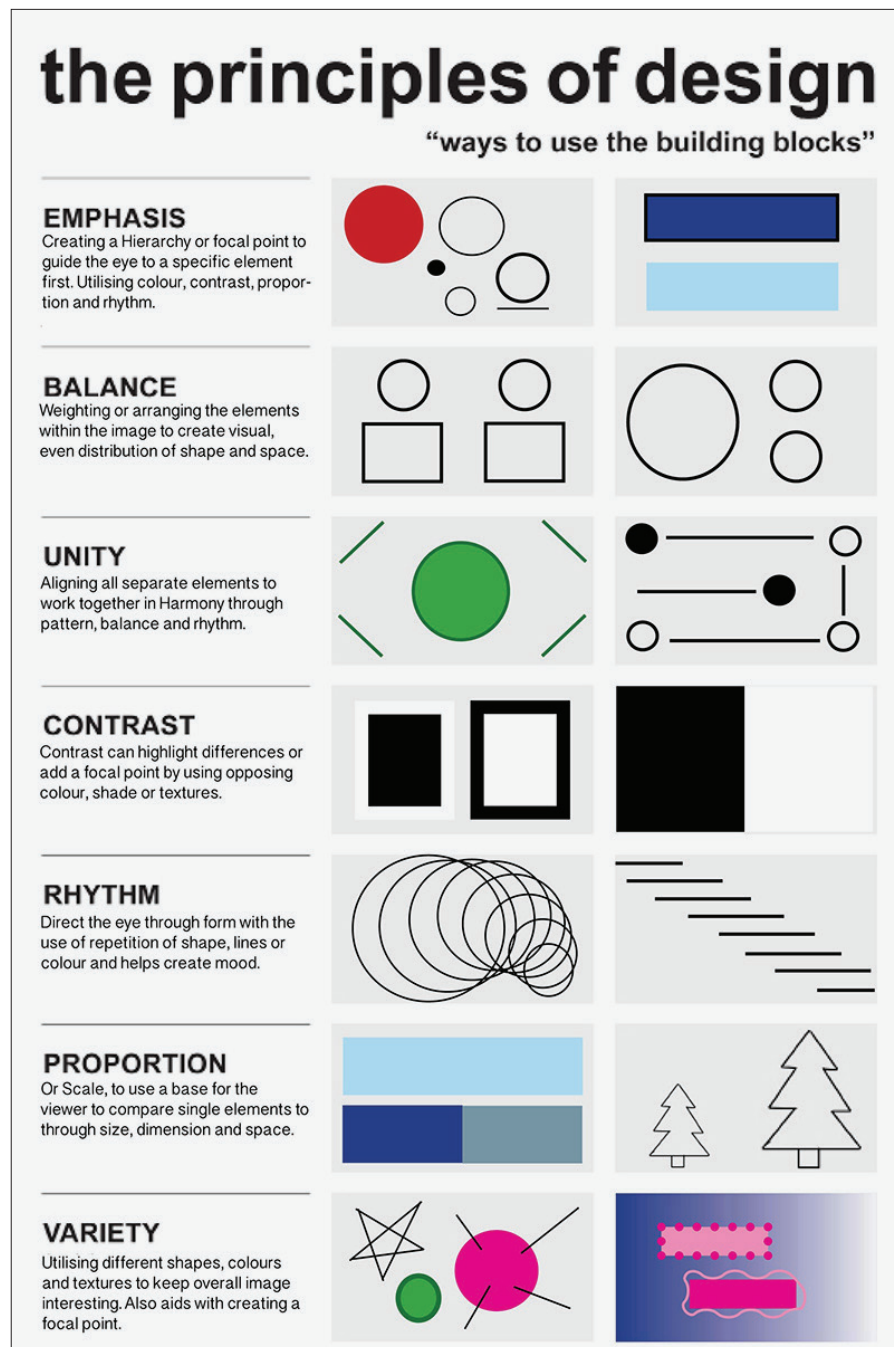 the principles of design
“ways to use the building blocks”
EMPHASIS
Creating a Hierarchy or focal point to
guide the eye to a specific element
first. Utilising colour, contrast, propor-
tion and rhythm.
BALANCE
Weighting or arranging the elements
within the image to create visual,
even distribution of shape and space.
UNITY
Aligning all separate elements to
work together in Harmony through
pattern, balance and rhythm.
CONTRAST
Contrast can highlight differences or
add a focal point by using opposing
colour, shade or textures.
RHYTHM
Direct the eye through form with the
use of repetition of shape, lines or
colour and helps create mood.
PROPORTION
Or Scale, to use a base for the
viewer to compare single elements to
through size, dimension and space.
VARIETY
Utilising different shapes, colours
and textures to keep overall image
interesting. Also aids with creating a
focal point.